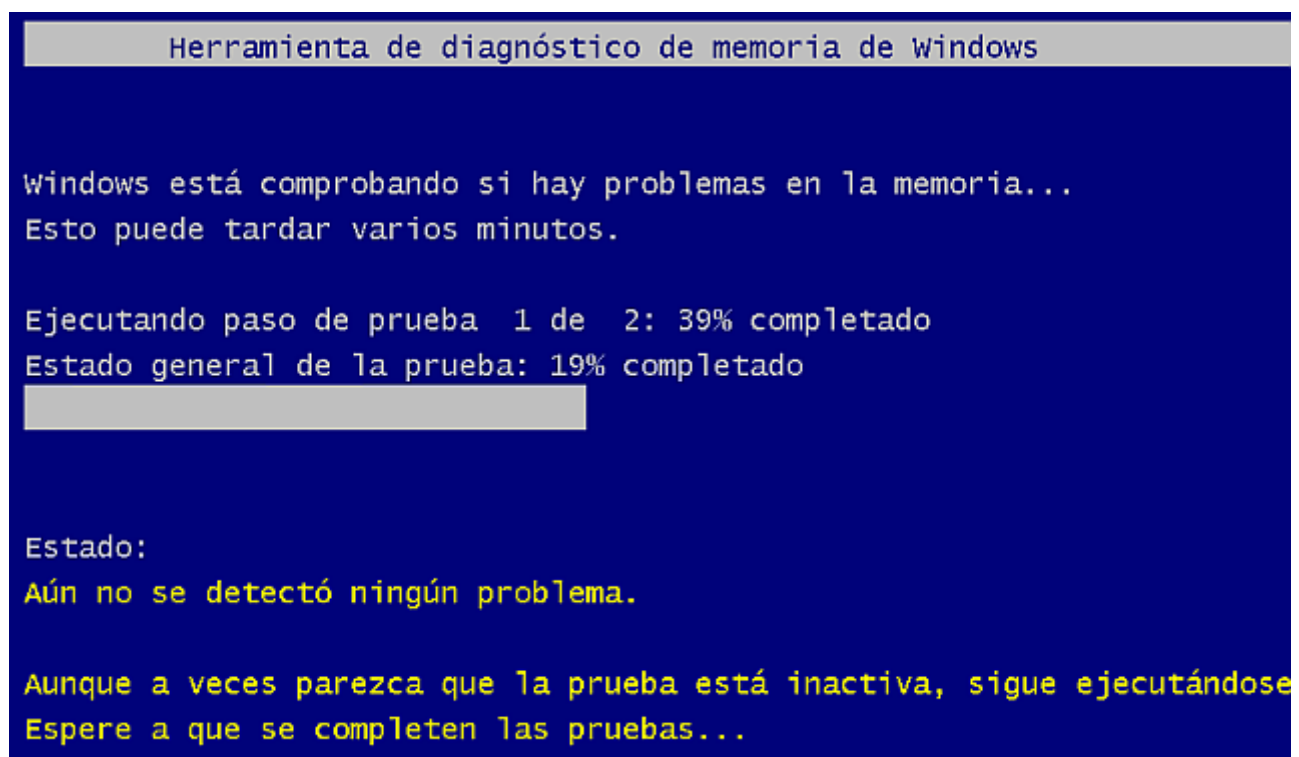 Herramienta de diagnóstico de memoria de Windows
Windows está comprobando si hay problemas en la memoria...
Esto puede tardar varios minutos.
Ejecutando paso de prueba  1 de  2: 39% completado
Estado general de la prueba: 19% completado
Estado:
Aún no se detectó ningún problema.
Aunque a veces parezca que la prueba está inactiva, sigue ejecutándose
Espere a que se completen las pruebas...